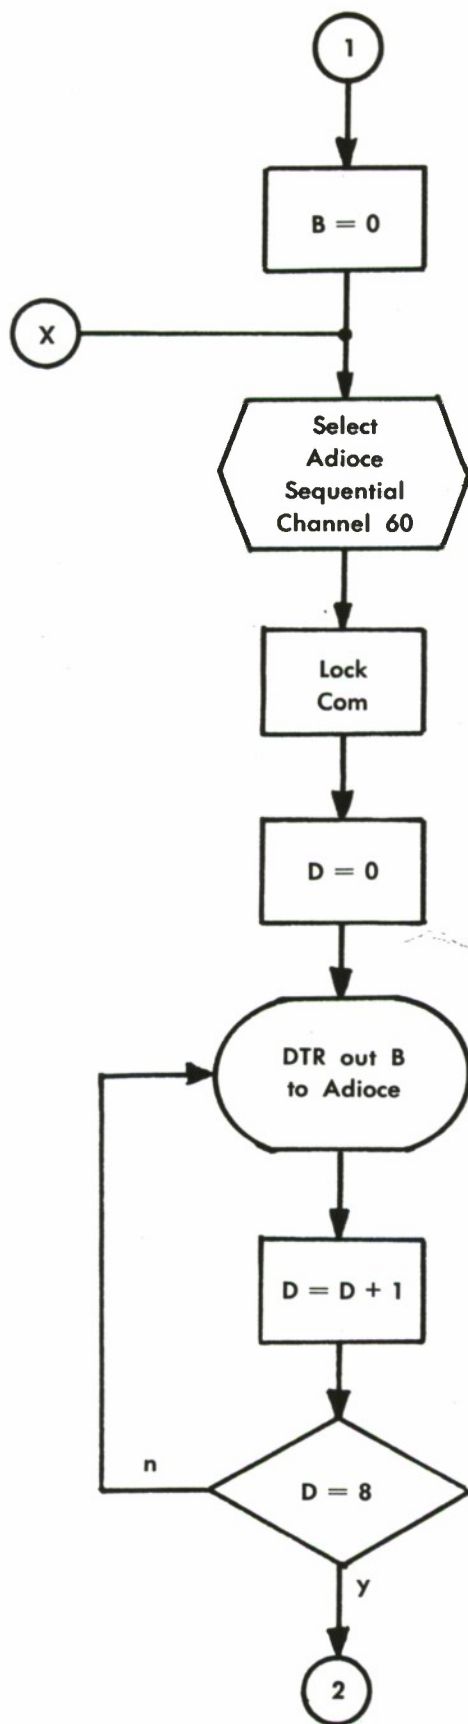 1
B = 0
X
Select
Adioce
Sequential
Channel 60
Lock
Com
D = 0
DTR out B
to Adioce
D = D + 1
n
D = 8
y
2